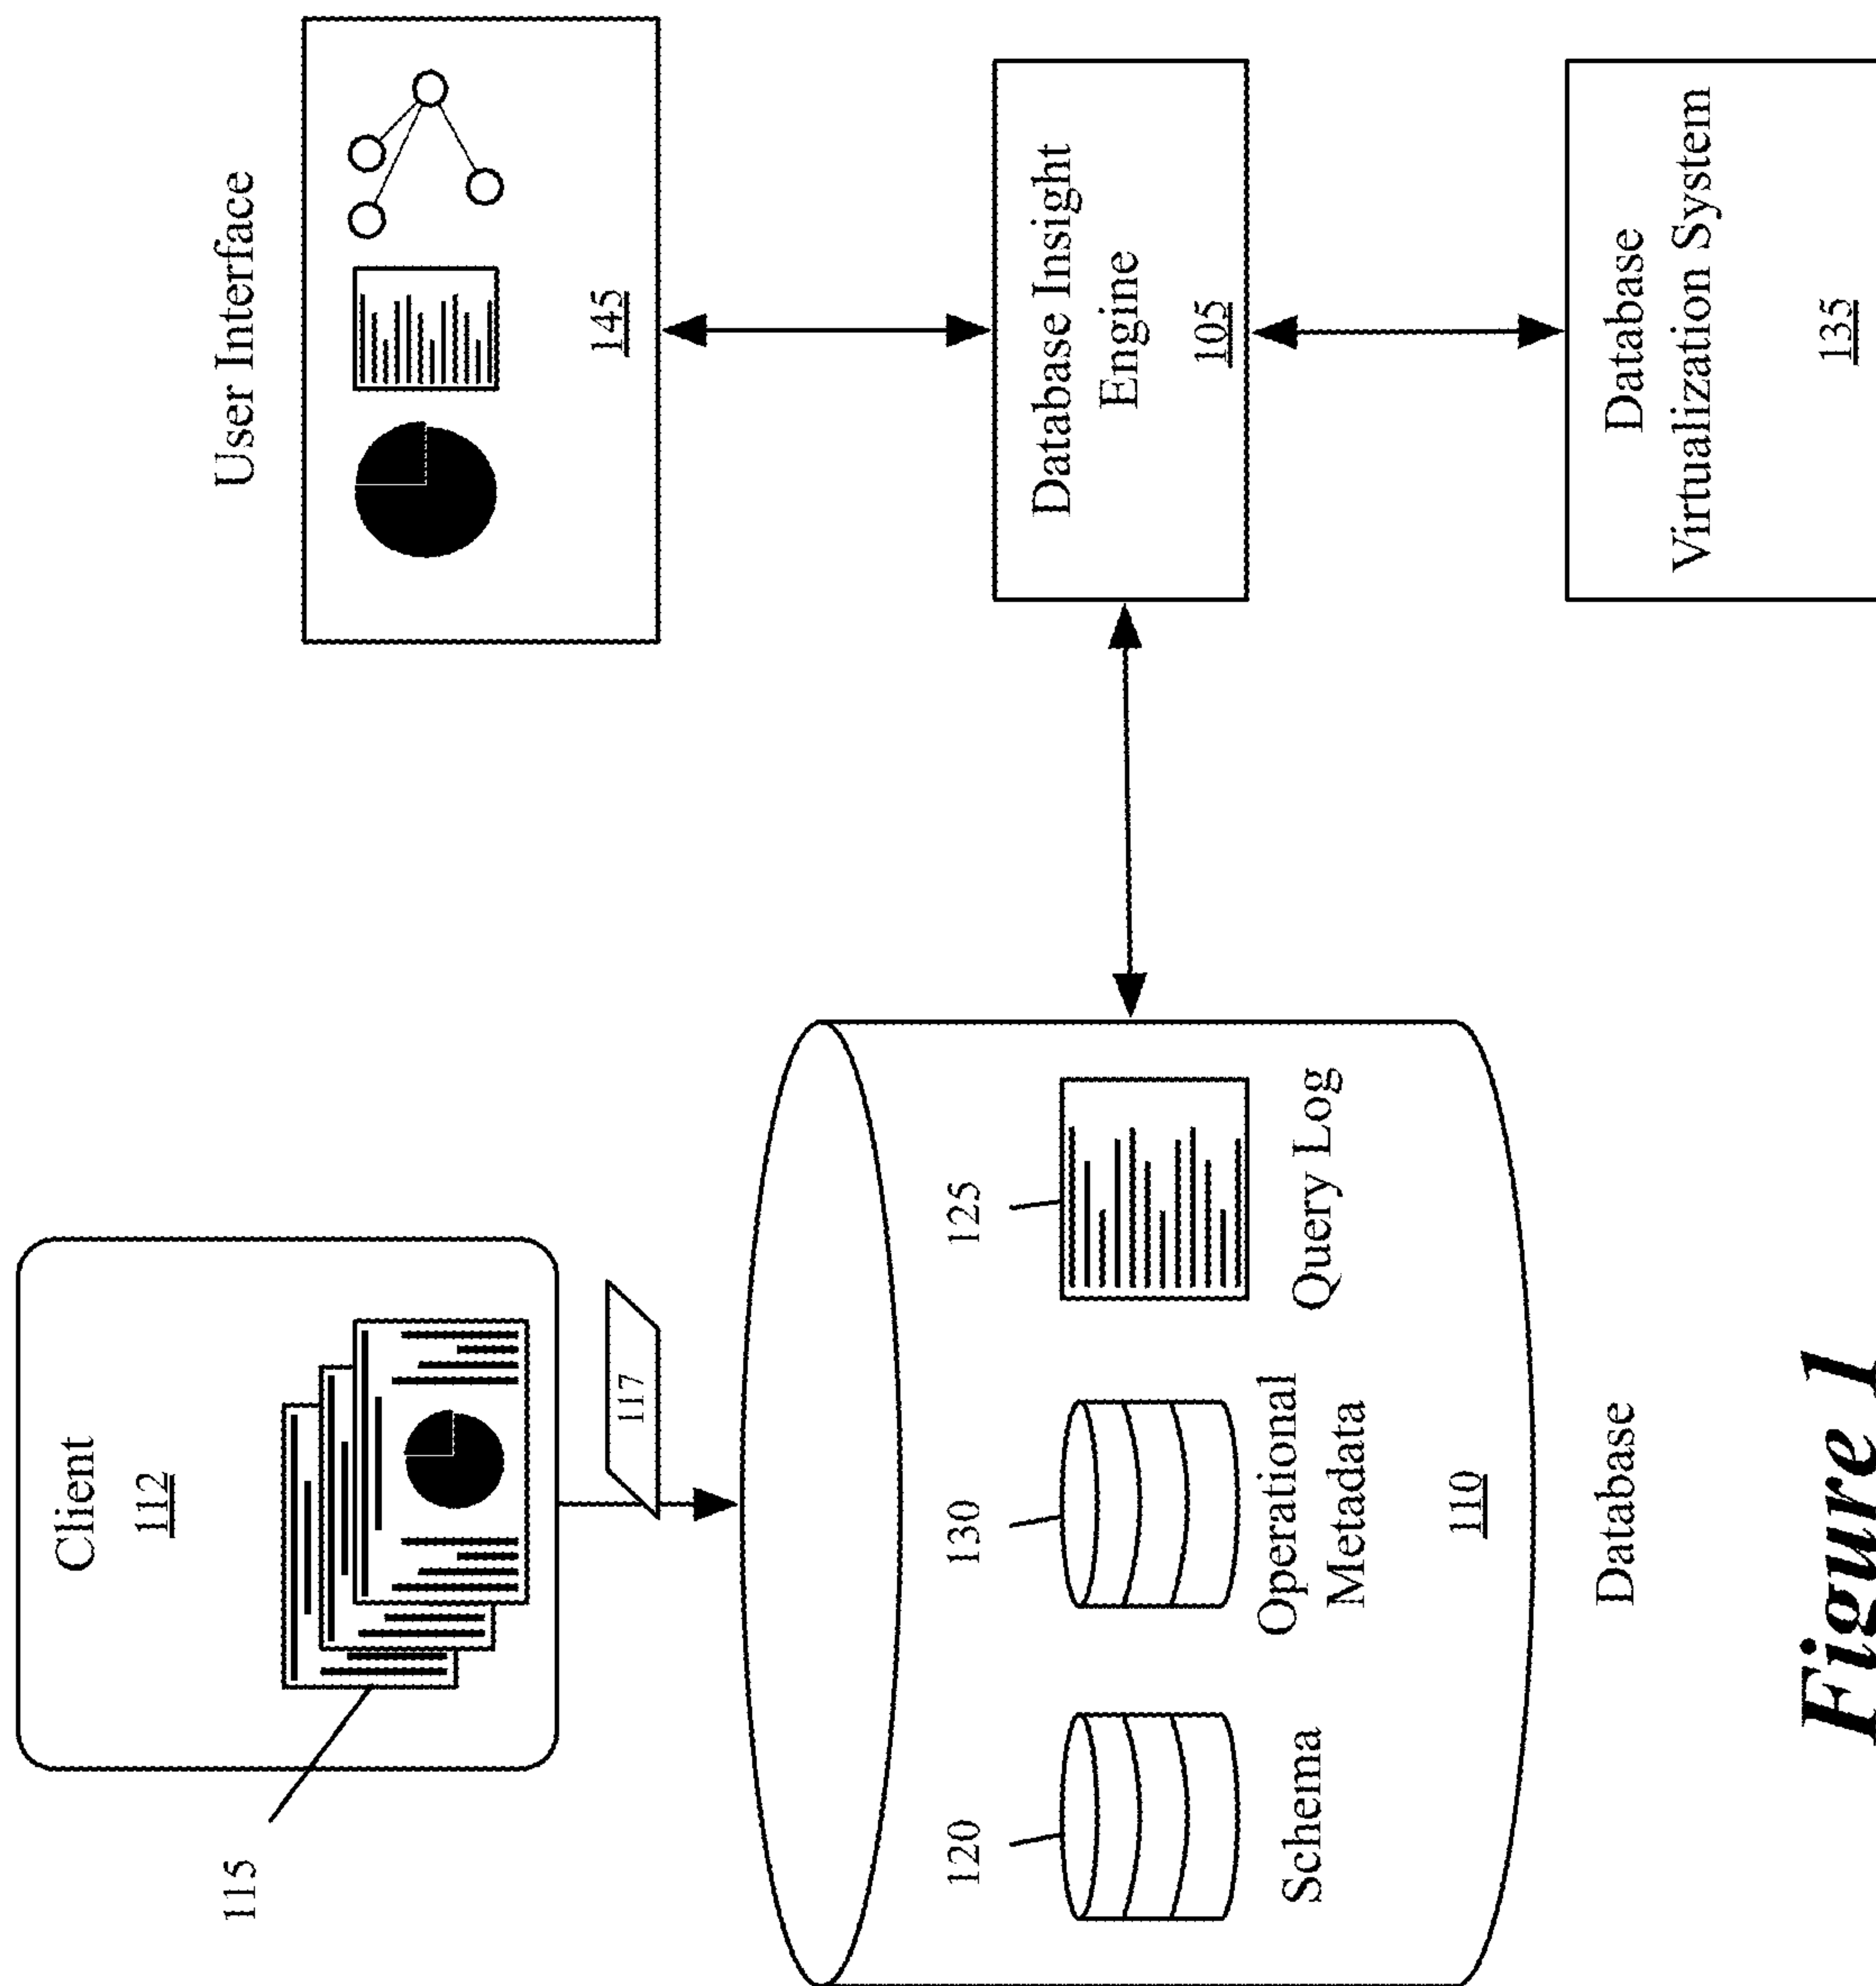 Client
112
115
117
User Interface
145
120
130
125
Schema
Operational
Metadata
Query Log
110
Database
Database Insight
Engine
105
Database
Virtualization System
135
Figure 1